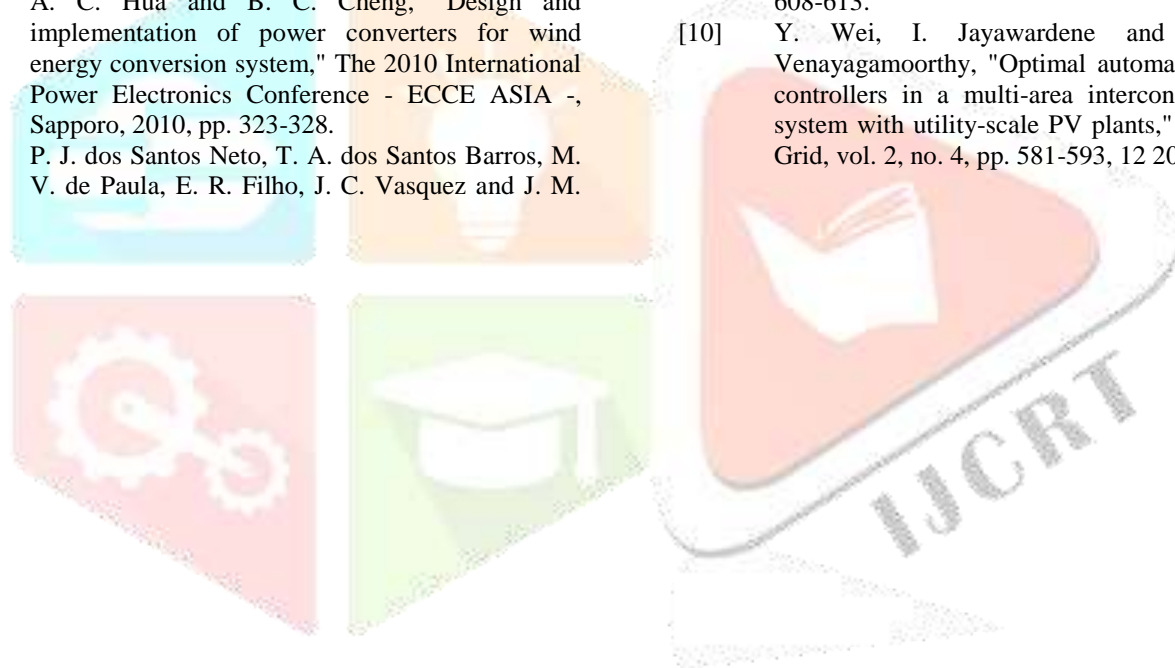 A. C. Hua and B. C. Cheng, "Design and
implementation of power converters for wind
energy conversion system," The 2010 International
Power Electronics Conference - ECCE ASIA -,
Sapporo, 2010, pp. 323-328.
P. J. dos Santos Neto, T. A. dos Santos Barros, M.
V. de Paula, E. R. Filho, J. C. Vasquez and J. M.
608-613.
[10] Y. Wei, I. Jayawardene and
Venayagamoorthy, "Optimal automa
controllers in a multi-area intercon
system with utility-scale PV plants,"
Grid, vol. 2, no. 4, pp. 581-593, 12 20
IJCRT